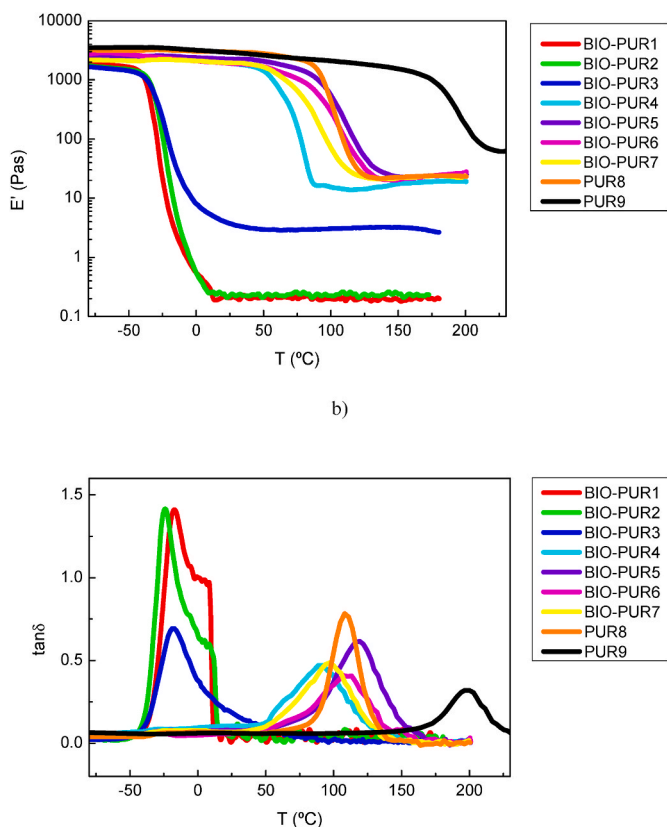 10000
1000
100
10
1
0.1
E' (Pas)
-50
0
50
100
150
200
T (ºC)
BIO-PUR1
BIO-PUR2
BIO-PUR3
BIO-PUR4
BIO-PUR5
BIO-PUR6
BIO-PUR7
PUR8
PUR9
b)
1.5
1.0
0.5
0.0
tanδ
-50
0
50
100
150
200
T (ºC)
BIO-PUR1
BIO-PUR2
BIO-PUR3
BIO-PUR4
BIO-PUR5
BIO-PUR6
BIO-PUR7
PUR8
PUR9